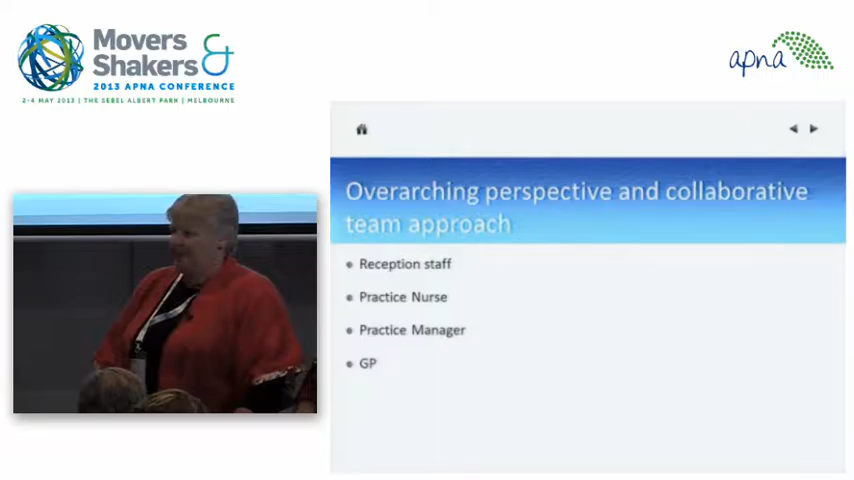 Movers
Shakers &
2013 APNA CONFERENCE
2-4 MAY 2013 | THE SEBEL ALBERT PARK | MELBOURNE
apna
Overarching perspective and collaborative
team approach
Reception staff
Practice Nurse
Practice Manager
GP